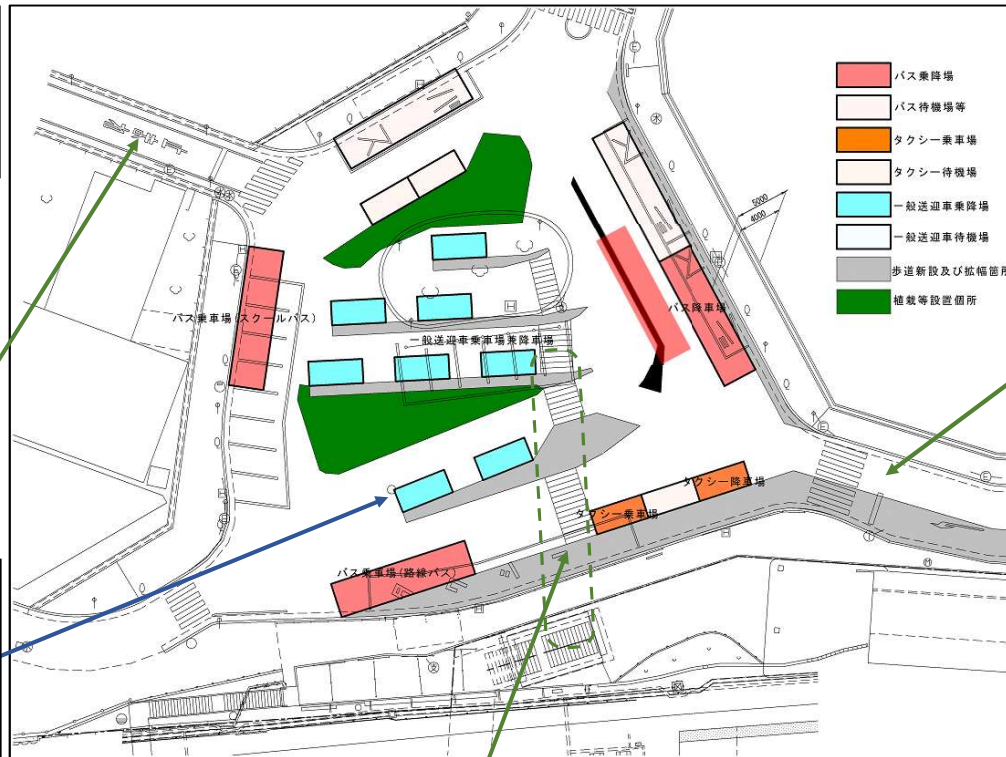 バス乗降場
バス待機場等
タクシー乗車場
タクシー待機場
一般送迎車乗降場
一般送迎車待機場
歩道新設及び拡幅箇所
植栽等設置個所
5000
4000
バス乗車場(スクールバス)
バス降車場
一般送迎車乗車場兼降車場
タクシー降車場
タクシー乗車場
バス乗車場(路線バス)